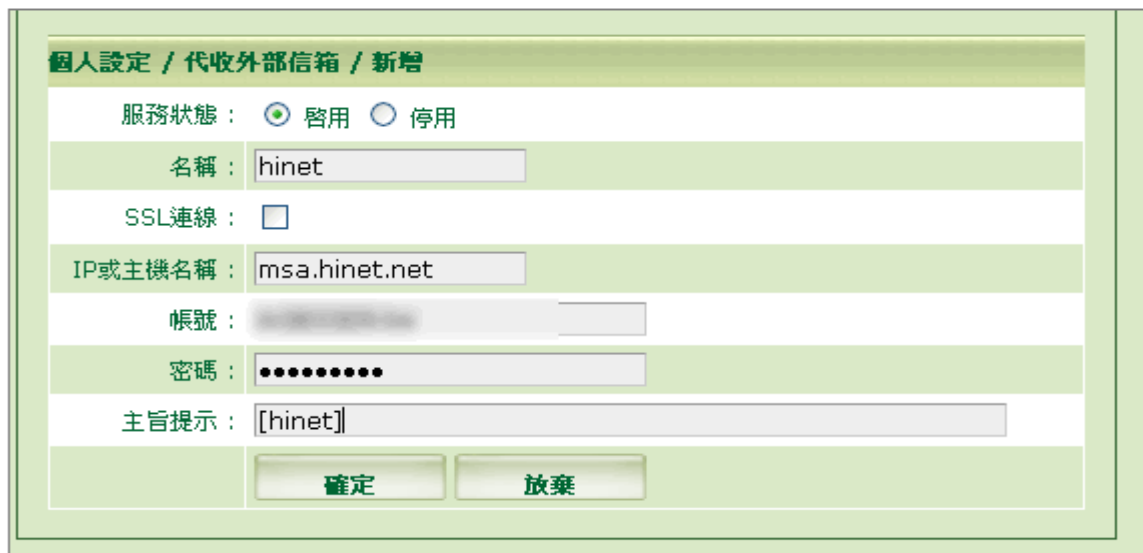 個人設定 / 代收外部信箱 / 新增
服務狀態： 啓用 停用
名稱： hinet
SSL連線：
IP或主機名稱： msa.hinet.net
帳號：
密碼： •••••••••
主旨提示： [hinet]
確定 放棄